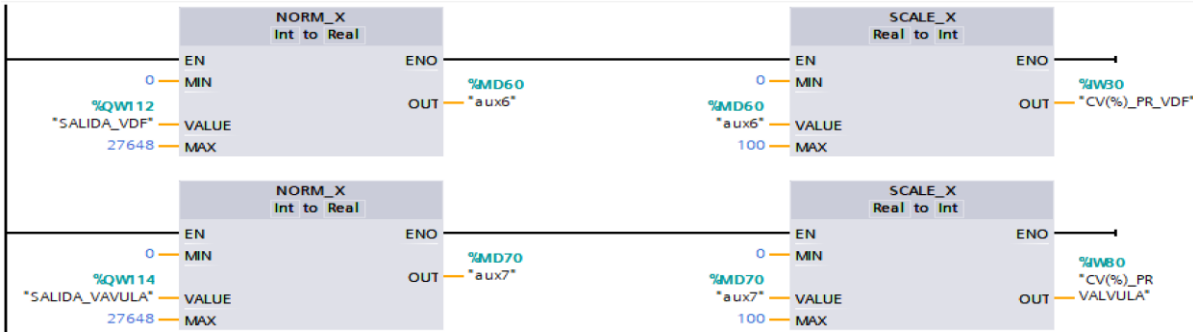 NORM_X
Int to Real
EN
ENO
0
MIN
%MD60
OUT
"aux6"
%QW112
"SALIDA_VDF"
VALUE
27648
MAX
SCALE_X
Real to Int
EN
ENO
0
MIN
%IW30
OUT
"CV(%)_PR_VDF"
%MD60
"aux6"
VALUE
100
MAX
NORM_X
Int to Real
EN
ENO
0
MIN
%MD70
OUT
"aux7"
%QW114
"SALIDA_VAVULA"
VALUE
27648
MAX
SCALE_X
Real to Int
EN
ENO
0
MIN
%IW80
"CV(%)_PR
VALVULA"
OUT
%MD70
"aux7"
VALUE
100
MAX